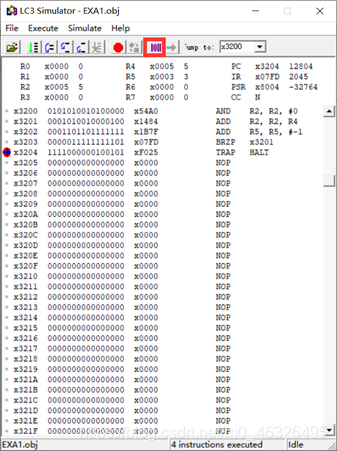 LC3 Simulator - EXA1.obj
File Execute Simulate Help
Jump to: x3200
R0 x0000 0 R4 x0005 5 PC x3204 12804
R1 x0000 0 R5 x0003 3 IR x07FD 2045
R2 x0005 5 R6 x0000 0 PSR x8004 -32764
R3 x0000 0 R7 x0000 0 CC N
x3200 0101010010100000 x54A0 AND R2, R2, #0
x3201 0001010010000100 x1484 ADD R2, R2, R4
x3202 0001101101111111 x1B7F ADD R5, R5, #-1
x3203 0000011111111101 x07FD BRZP x3201
x3204 1111000000100101 xF025 TRAP HALT
x3205 0000000000000000 x0000 NOP
x3206 0000000000000000 x0000 NOP
x3207 0000000000000000 x0000 NOP
x3208 0000000000000000 x0000 NOP
x3209 0000000000000000 x0000 NOP
x320A 0000000000000000 x0000 NOP
x320B 0000000000000000 x0000 NOP
x320C 0000000000000000 x0000 NOP
x320D 0000000000000000 x0000 NOP
x320E 0000000000000000 x0000 NOP
x320F 0000000000000000 x0000 NOP
x3210 0000000000000000 x0000 NOP
x3211 0000000000000000 x0000 NOP
x3212 0000000000000000 x0000 NOP
x3213 0000000000000000 x0000 NOP
x3214 0000000000000000 x0000 NOP
x3215 0000000000000000 x0000 NOP
x3216 0000000000000000 x0000 NOP
x3217 0000000000000000 x0000 NOP
x3218 0000000000000000 x0000 NOP
x3219 0000000000000000 x0000 NOP
x321A 0000000000000000 x0000 NOP
x321B 0000000000000000 x0000 NOP
x321C 0000000000000000 x0000 NOP
x321D 0000000000000000 x0000 NOP
x321E 0000000000000000 x0000 NOP
x321F 0000000000000000 x0000 NOP
EXA1.obj 4 instructions executed Idle